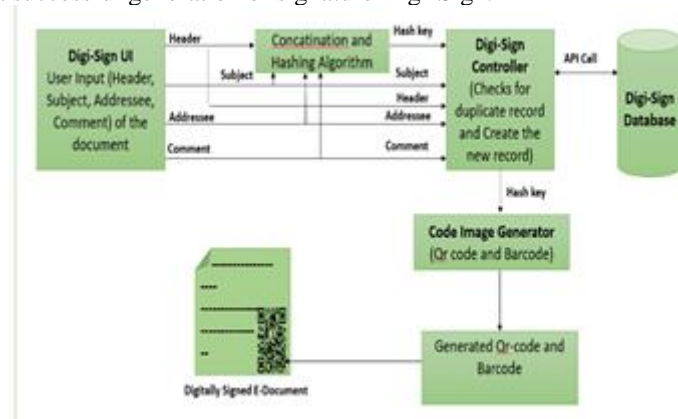 Digi-Sign UI
User Input (Header,
Subject, Addressee,
Comment) of the
document
Header
Subject
Addressee
Comment
Concatination and
Hashing Algorithm
Hash key
Subject
Header
Addressee
Comment
Digi-Sign
Controller
(Checks for
duplicate record
and Create the
new record)
API Call
Digi-Sign
Database
Hash key
Code Image Generator
(Qr code and Barcode)
Generated Qr-code and
Barcode
Digitally Signed E-Document